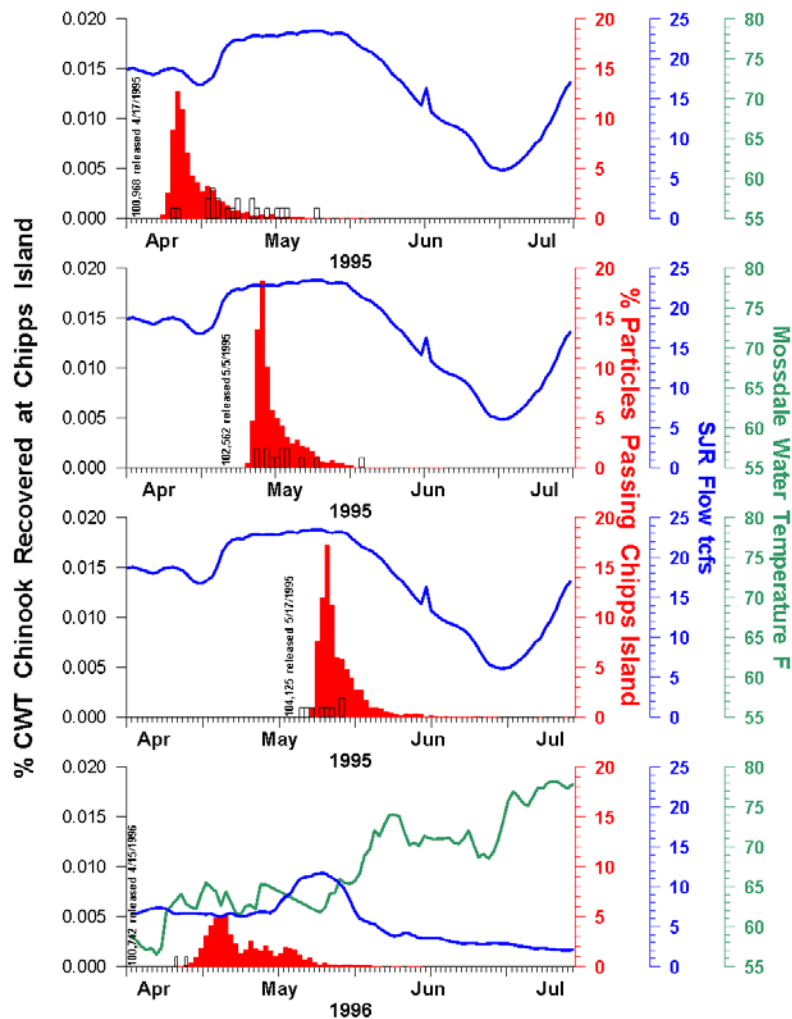 % CWT Chinook Recovered at Chipps Island
% Particles Passing Chipps Island
SJR Flow tcfs
Mossdale Water Temperature F
0.020 20 25 80
0.015 15 20 75
0.010 10 15 70
0.005 5 10 65
5 60
0.000 0 0 55
100,968 released 4/17/1995
Apr May Jun Jul
1995
0.020 20 25 80
0.015 15 20 75
0.010 10 15 70
0.005 5 10 65
5 60
0.000 0 0 55
102,562 released 5/5/1995
Apr May Jun Jul
1995
0.020 20 25 80
0.015 15 20 75
0.010 10 15 70
0.005 5 10 65
5 60
0.000 0 0 55
104,125 released 5/17/1995
Apr May Jun Jul
1995
0.020 20 25 80
0.015 15 20 75
0.010 10 15 70
0.005 5 10 65
5 60
0.000 0 0 55
100,742 released 4/15/1996
Apr May Jun Jul
1996